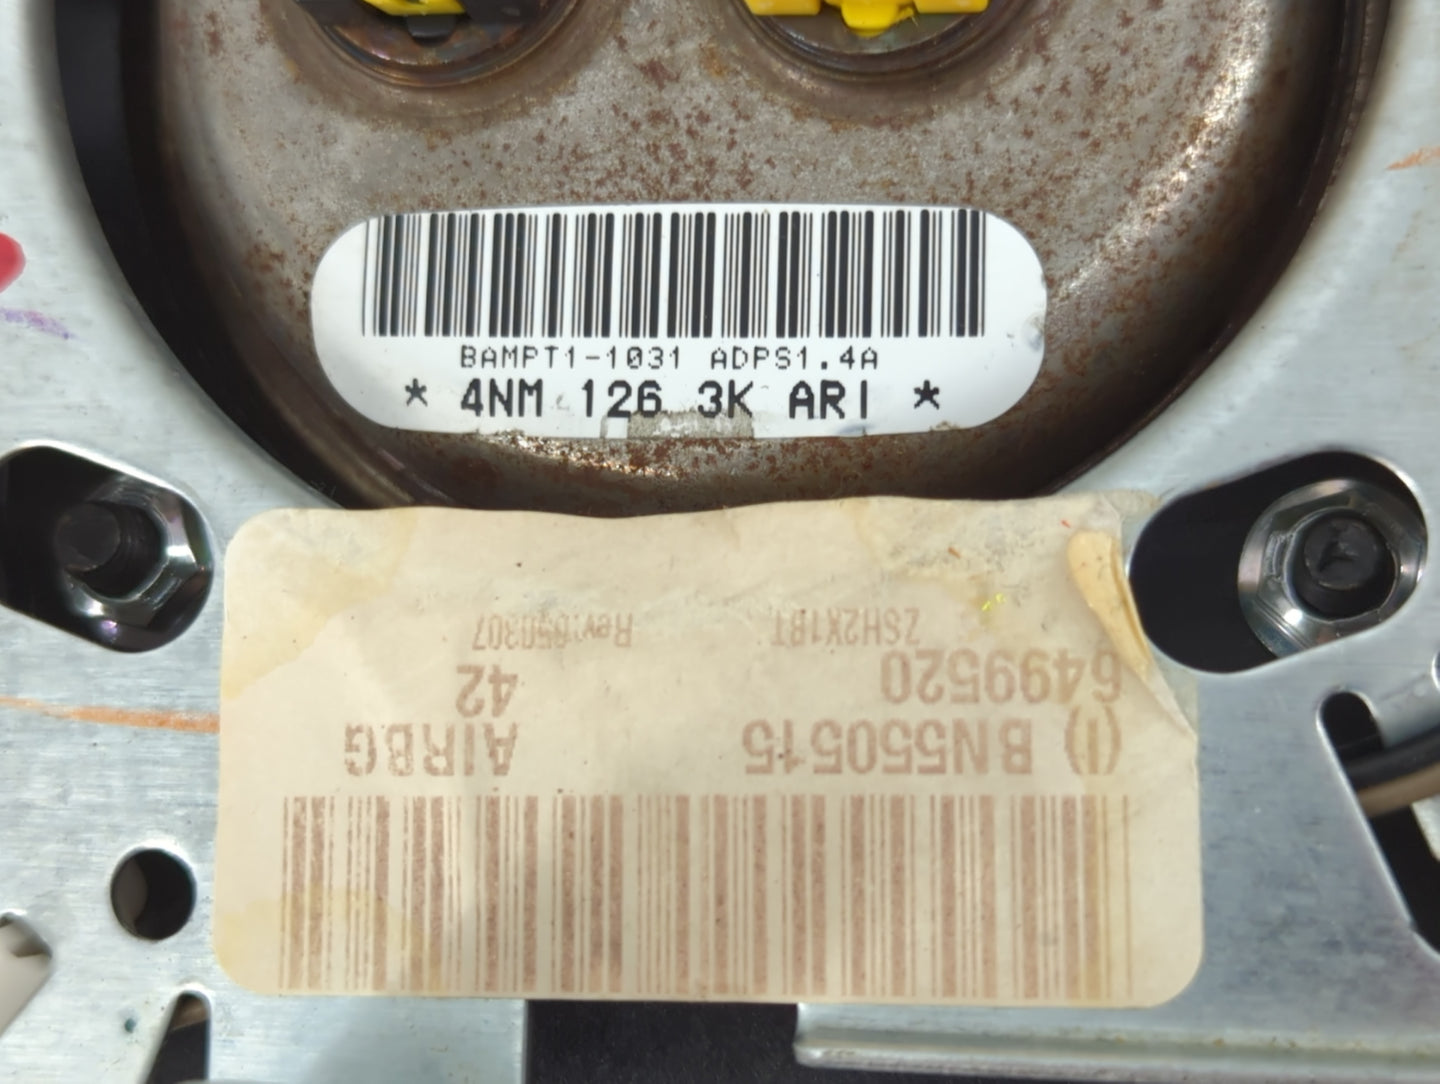 BAMPT1-1031 ADPS1.4A
* 4NM 126 3K ARI *
(I) BN550515 AIRBG
6499520 42
ZSH2X1BT Rev:050307